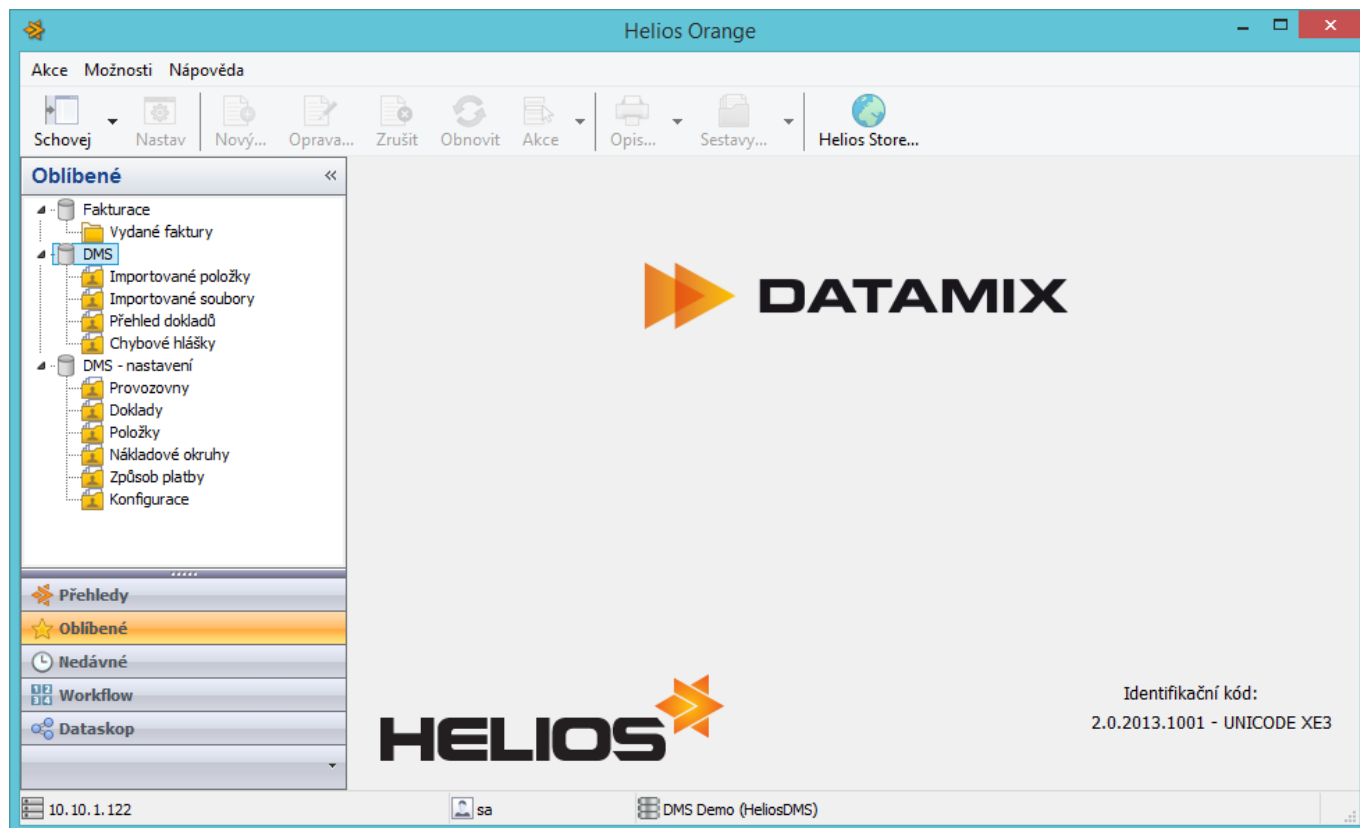 Helios Orange
Akce Možnosti Nápověda
Schovej Nastav Nový... Oprava... Zrušit Obnovit Akce Opis... Sestavy... Helios Store...
Oblíbené
Fakturace
Vydané faktury
DMS
Importované položky
Importované soubory
Přehled dokladů
Chybové hlášky
DMS - nastavení
Provozovny
Doklady
Položky
Nákladové okruhy
Způsob platby
Konfigurace
DATAMIX
Přehledy
Oblíbené
Nedávné
Workflow
Dataskop
HELIOS
Identifikační kód:
2.0.2013.1001 - UNICODE XE3
10.10.1.122 sa DMS Demo (HeliosDMS)